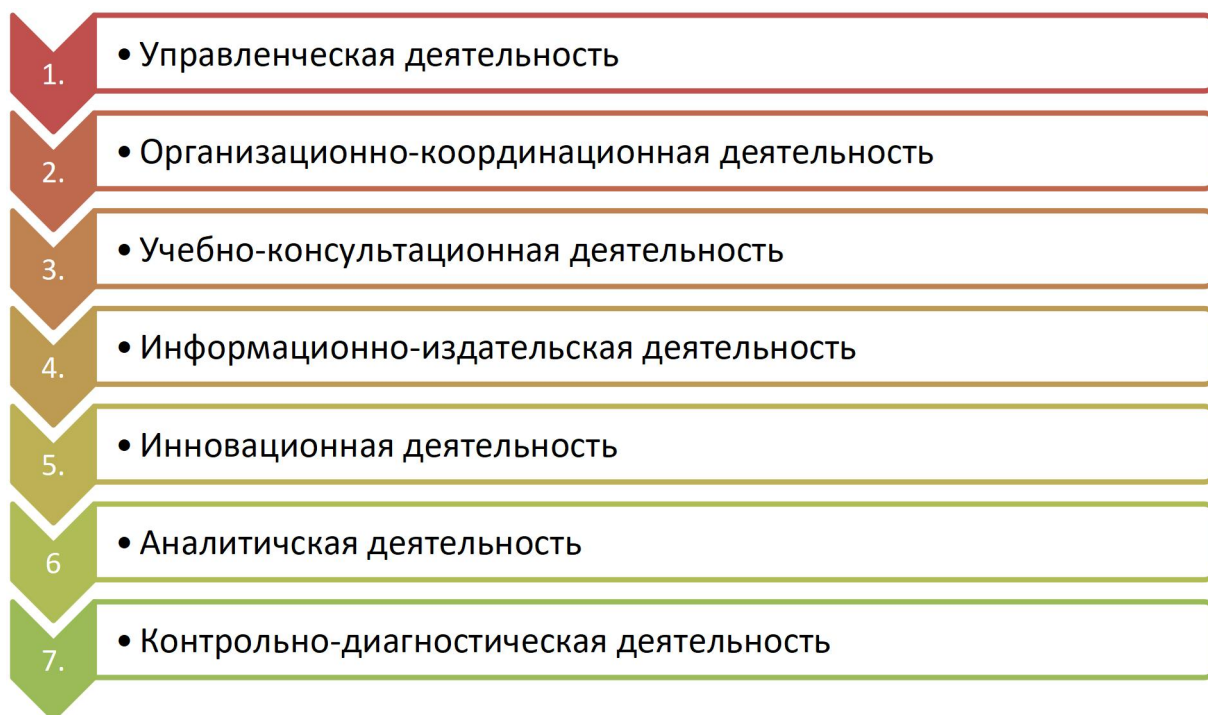 1. • Управленческая деятельность
2. • Организационно-координационная деятельность
3. • Учебно-консультационная деятельность
4. • Информационно-издательская деятельность
5. • Инновационная деятельность
6 • Аналитичская деятельность
7. • Контрольно-диагностическая деятельность